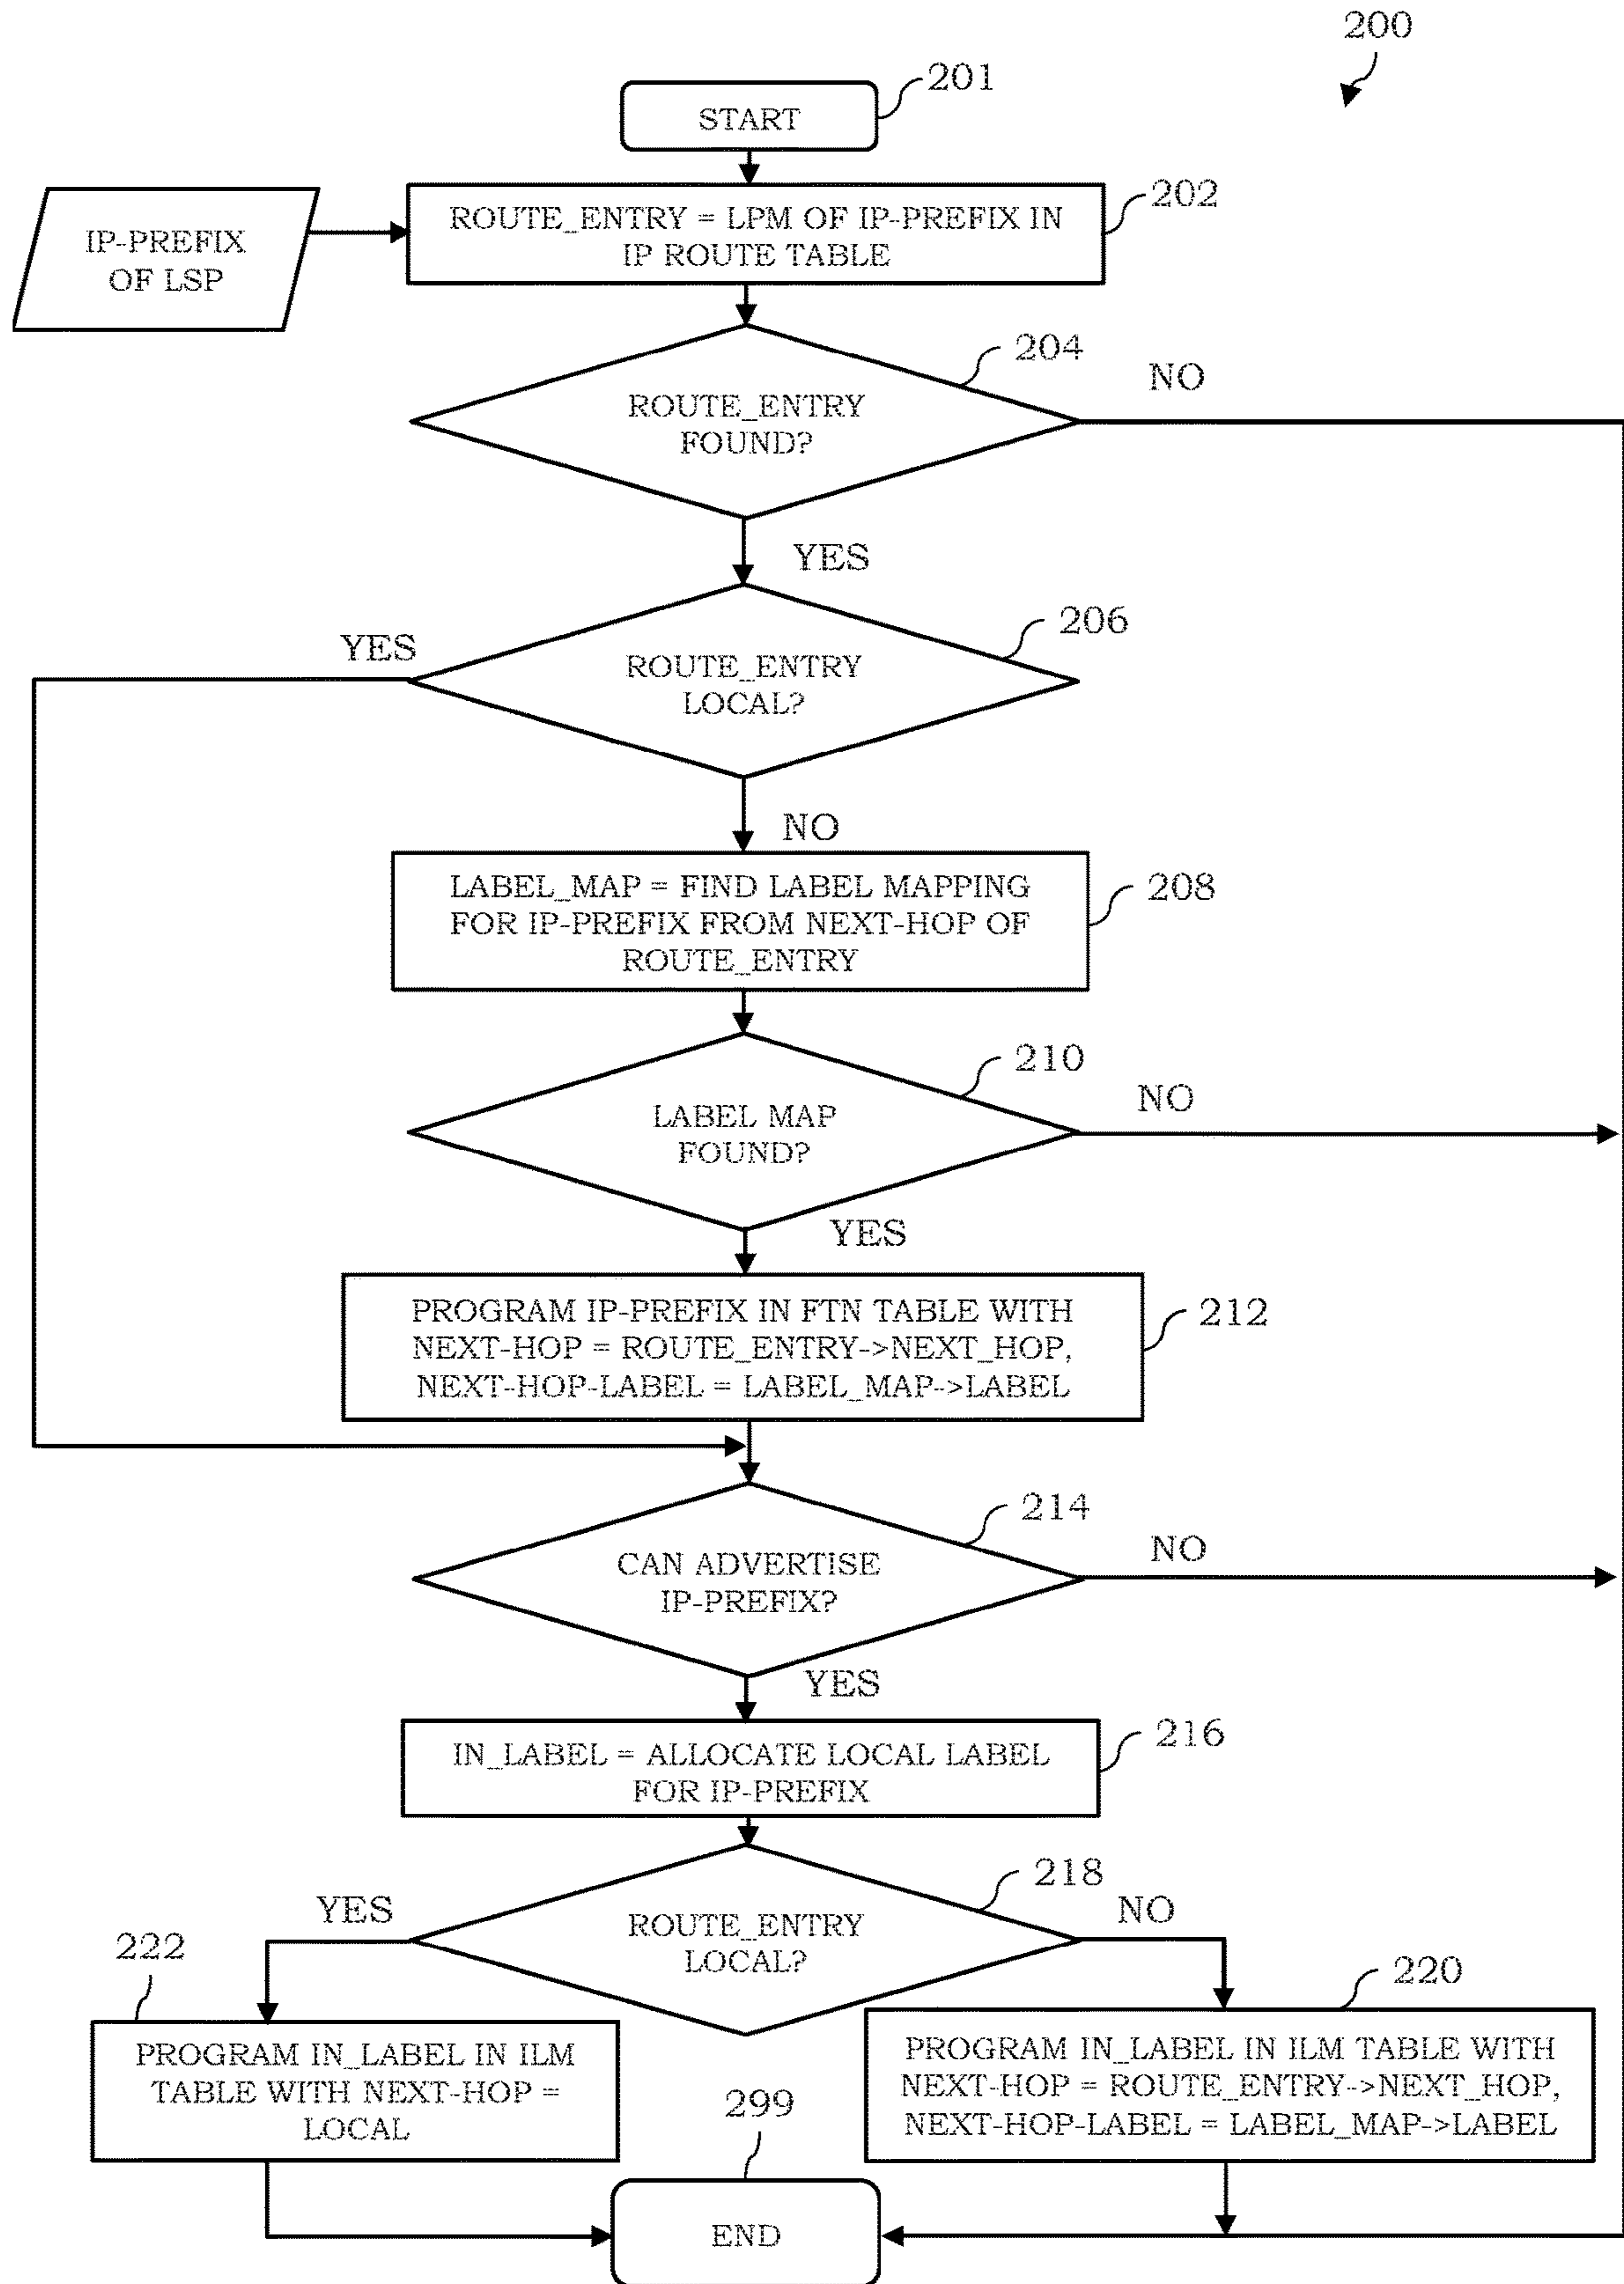 200
201
START
202
ROUTE_ENTRY = LPM OF IP-PREFIX IN
IP ROUTE TABLE
IP-PREFIX
OF LSP
204
NO
ROUTE_ENTRY
FOUND?
YES
206
YES
ROUTE_ENTRY
LOCAL?
NO
LABEL_MAP = FIND LABEL MAPPING
FOR IP-PREFIX FROM NEXT-HOP OF
ROUTE_ENTRY
208
210
NO
LABEL MAP
FOUND?
YES
PROGRAM IP-PREFIX IN FTN TABLE WITH
NEXT-HOP = ROUTE_ENTRY->NEXT_HOP,
NEXT-HOP-LABEL = LABEL_MAP->LABEL
212
214
NO
CAN ADVERTISE
IP-PREFIX?
YES
216
IN_LABEL = ALLOCATE LOCAL LABEL
FOR IP-PREFIX
218
YES
NO
ROUTE_ENTRY
LOCAL?
222
220
PROGRAM IN_LABEL IN ILM
TABLE WITH NEXT-HOP =
LOCAL
PROGRAM IN_LABEL IN ILM TABLE WITH
NEXT-HOP = ROUTE_ENTRY->NEXT_HOP,
NEXT-HOP-LABEL = LABEL_MAP->LABEL
299
END